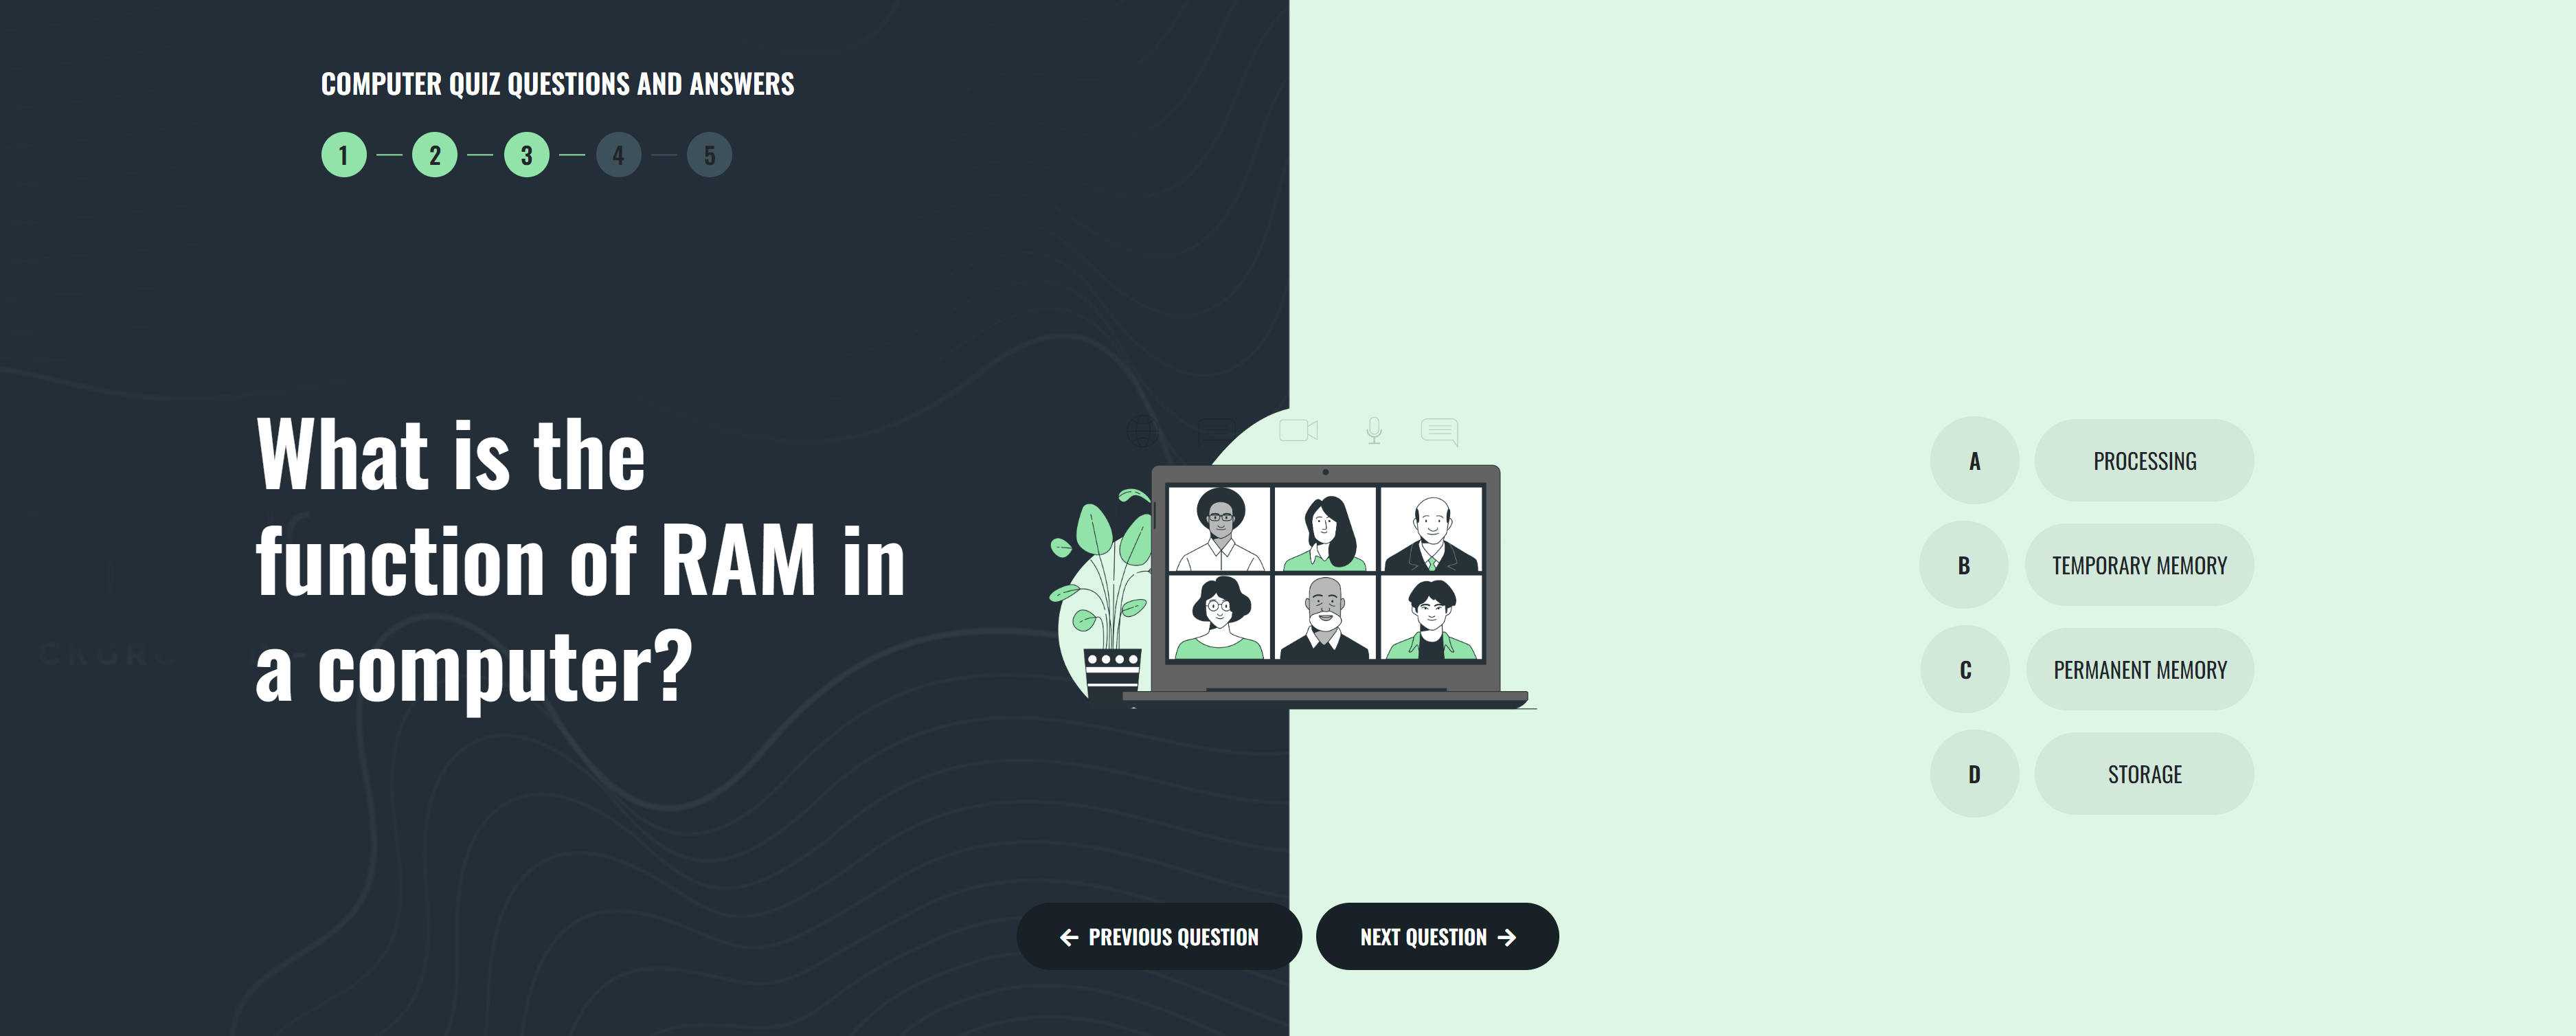 COMPUTER QUIZ QUESTIONS AND ANSWERS
1 2 3 4 5
What is the
function of RAM in
a computer?
A PROCESSING
B TEMPORARY MEMORY
C PERMANENT MEMORY
D STORAGE
PREVIOUS QUESTION
NEXT QUESTION